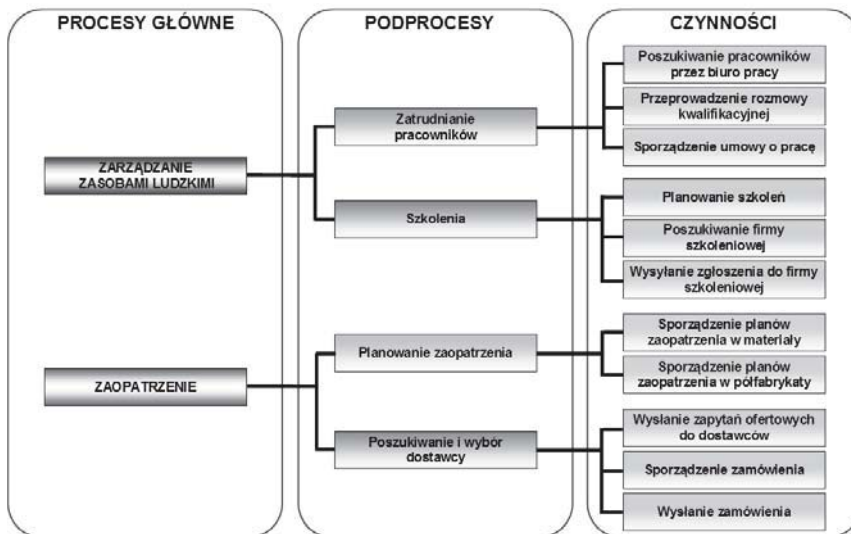 PROCESY GŁÓWNE
PODPROCESY
CZYNNOŚCI
ZARZĄDZANIE
ZASOBAMI LUDZKIMI
Zatrudnianie
pracowników
Poszukiwanie pracowników
przez biuro pracy
Przeprowadzenie rozmowy
kwalifikacyjnej
Sporządzenie umowy o pracę
Szkolenia
Planowanie szkoleń
Poszukiwanie firmy
szkoleniowej
Wysyłanie zgłoszenia do firmy
szkoleniowej
ZAOPATRZENIE
Planowanie zaopatrzenia
Sporządzenie planów
zaopatrzenia w materiały
Sporządzenie planów
zaopatrzenia w półfabrykaty
Poszukiwanie i wybór
dostawcy
Wysłanie zapytań ofertowych
do dostawców
Sporządzenie zamówienia
Wysłanie zamówienia